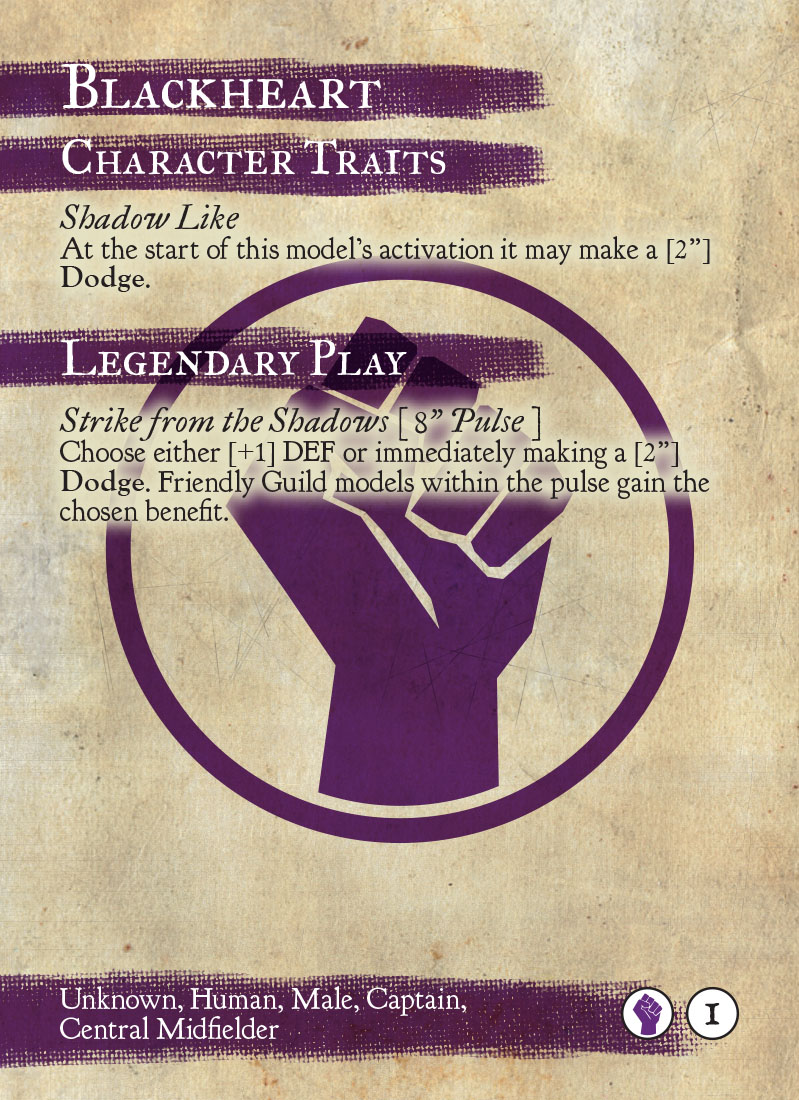 Blackheart
Character Traits
Shadow Like
At the start of this model's activation it may make a [2”]
Dodge.
Legendary Play
Strike from the Shadows [ 8” Pulse ]
Choose either [+1] DEF or immediately making a [2”]
Dodge. Friendly Guild models within the pulse gain the
chosen benefit.
Unknown, Human, Male, Captain,
Central Midfielder
1